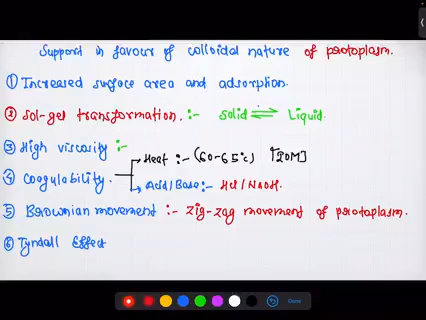 Support in favour of colloidal nature of protoplasm.
① Increased surface area and adsorption.
② Sol-gel transformation. :- Solid ⇌ Liquid.
③ High viscosity :-
Heat :- (60-65°c)
④ Coagulability.
Acid/Base :- Hcl/NaOH.
⑤ Brownian movement :- zig-zag movement of protoplasm.
⑥ Tyndall Effect
Done